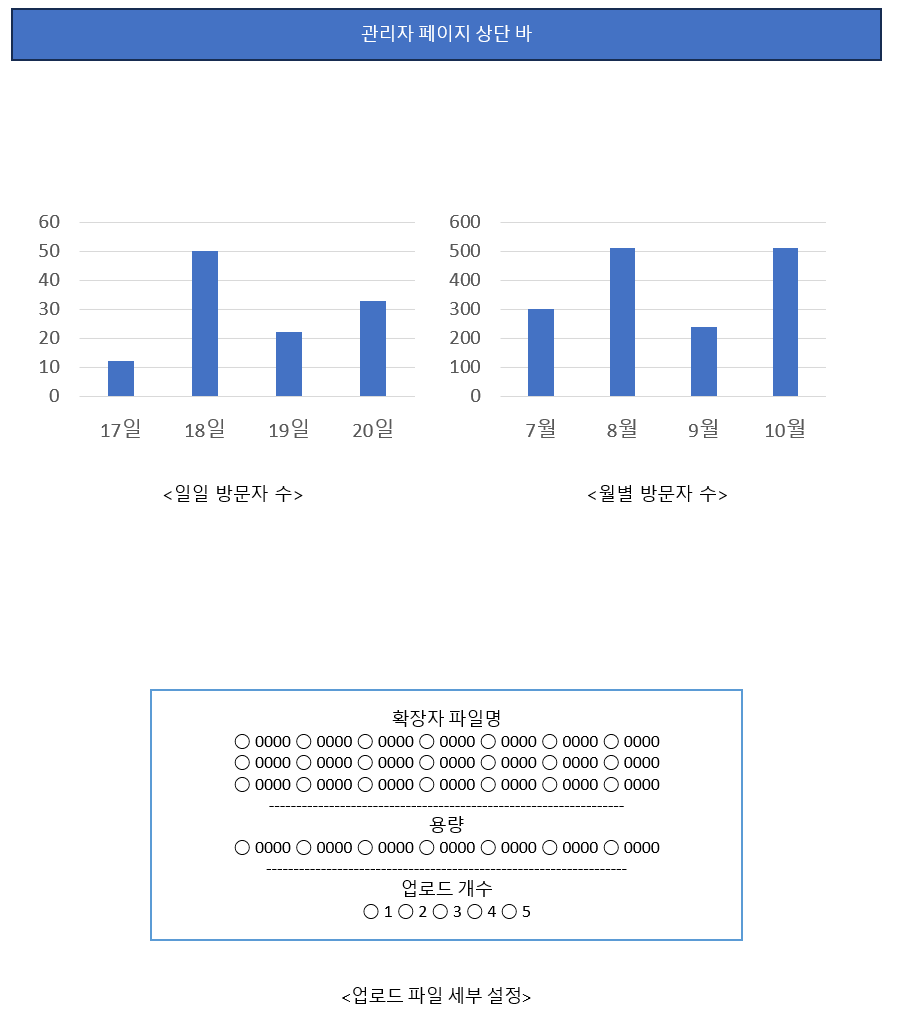 관리자 페이지 상단 바
60
50
40
30
20
10
0
17일 18일 19일 20일
<일일 방문자 수>
600
500
400
300
200
100
0
7월 8월 9월 10월
<월별 방문자 수>
확장자 파일명
○ 0000 ○ 0000 ○ 0000 ○ 0000 ○ 0000 ○ 0000 ○ 0000
○ 0000 ○ 0000 ○ 0000 ○ 0000 ○ 0000 ○ 0000 ○ 0000
○ 0000 ○ 0000 ○ 0000 ○ 0000 ○ 0000 ○ 0000 ○ 0000
-----------------------------------------------------------------
용량
○ 0000 ○ 0000 ○ 0000 ○ 0000 ○ 0000 ○ 0000 ○ 0000
------------------------------------------------------------------
업로드 개수
○ 1 ○ 2 ○ 3 ○ 4 ○ 5
<업로드 파일 세부 설정>